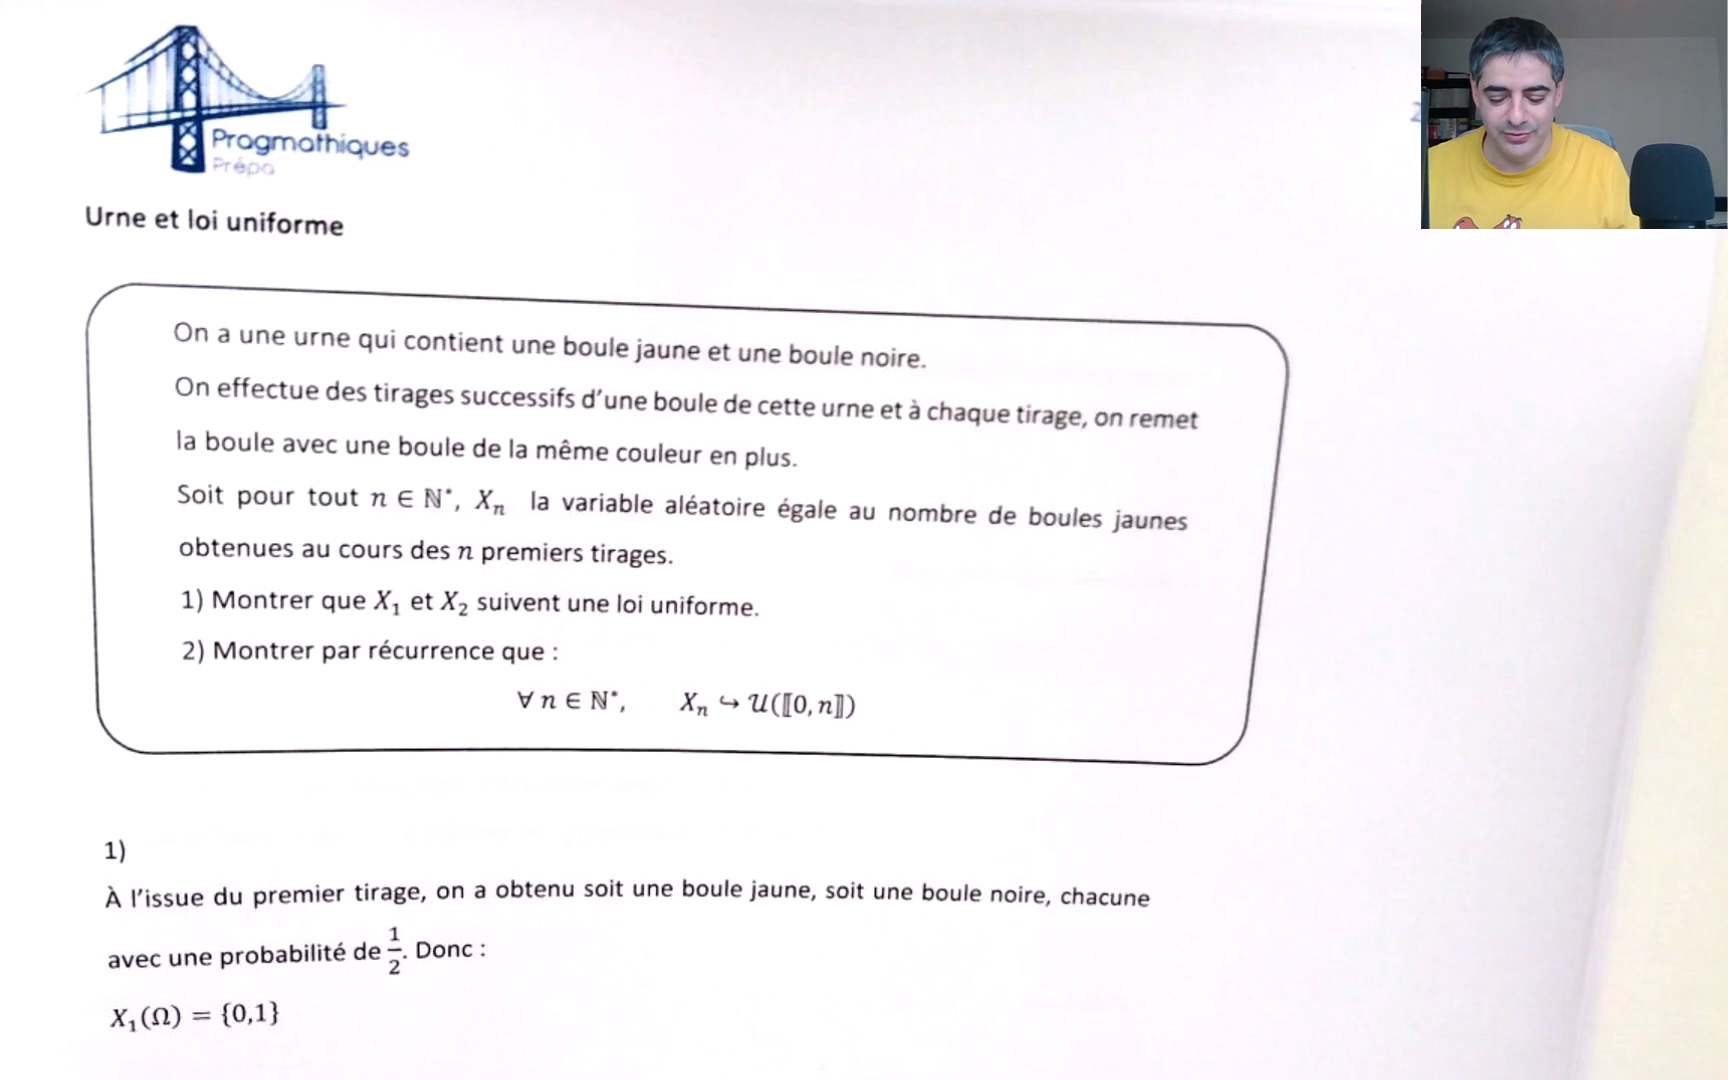 Pragmathiques
Prépa
Urne et loi uniforme
On a une urne qui contient une boule jaune et une boule noire.
On effectue des tirages successifs d'une boule de cette urne et à chaque tirage, on remet
la boule avec une boule de la même couleur en plus.
Soit pour tout n ∈ ℕ*, Xₙ la variable aléatoire égale au nombre de boules jaunes
obtenues au cours des n premiers tirages.
1) Montrer que X₁ et X₂ suivent une loi uniforme.
2) Montrer par récurrence que :
∀ n ∈ ℕ*, Xₙ ↪ 𝒰(⟦0, n⟧)
1)
À l'issue du premier tirage, on a obtenu soit une boule jaune, soit une boule noire, chacune
avec une probabilité de 1/2. Donc :
X₁(Ω) = {0,1}